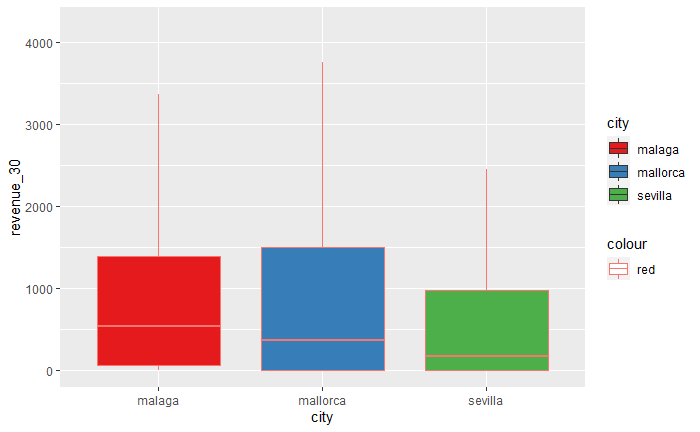 revenue_30
4000
3000
2000
1000
0
malaga
mallorca
sevilla
city
city
malaga
mallorca
sevilla
colour
red